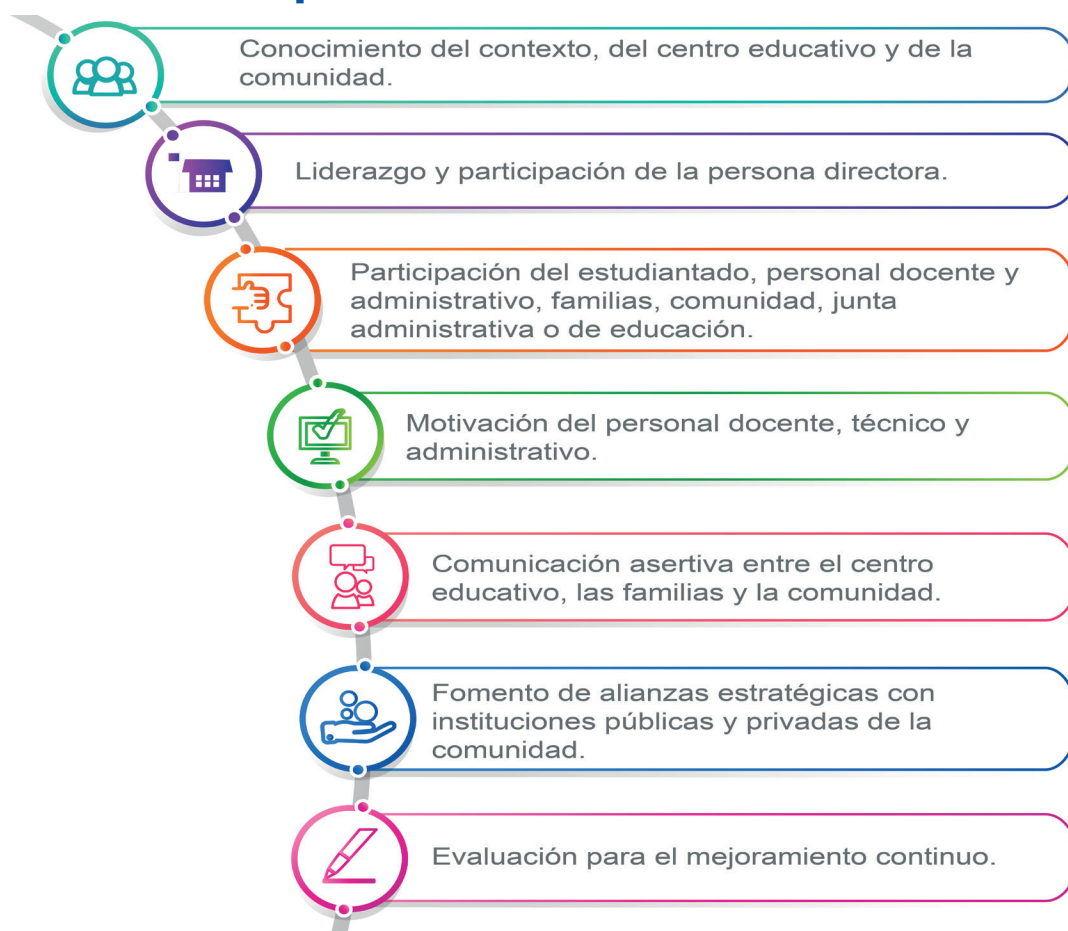 Conocimiento del contexto, del centro educativo y de la
comunidad.
Liderazgo y participación de la persona directora.
Participación del estudiantado, personal docente y
administrativo, familias, comunidad, junta
administrativa o de educación.
Motivación del personal docente, técnico y
administrativo.
Comunicación asertiva entre el centro
educativo, las familias y la comunidad.
Fomento de alianzas estratégicas con
instituciones públicas y privadas de la
comunidad.
Evaluación para el mejoramiento continuo.